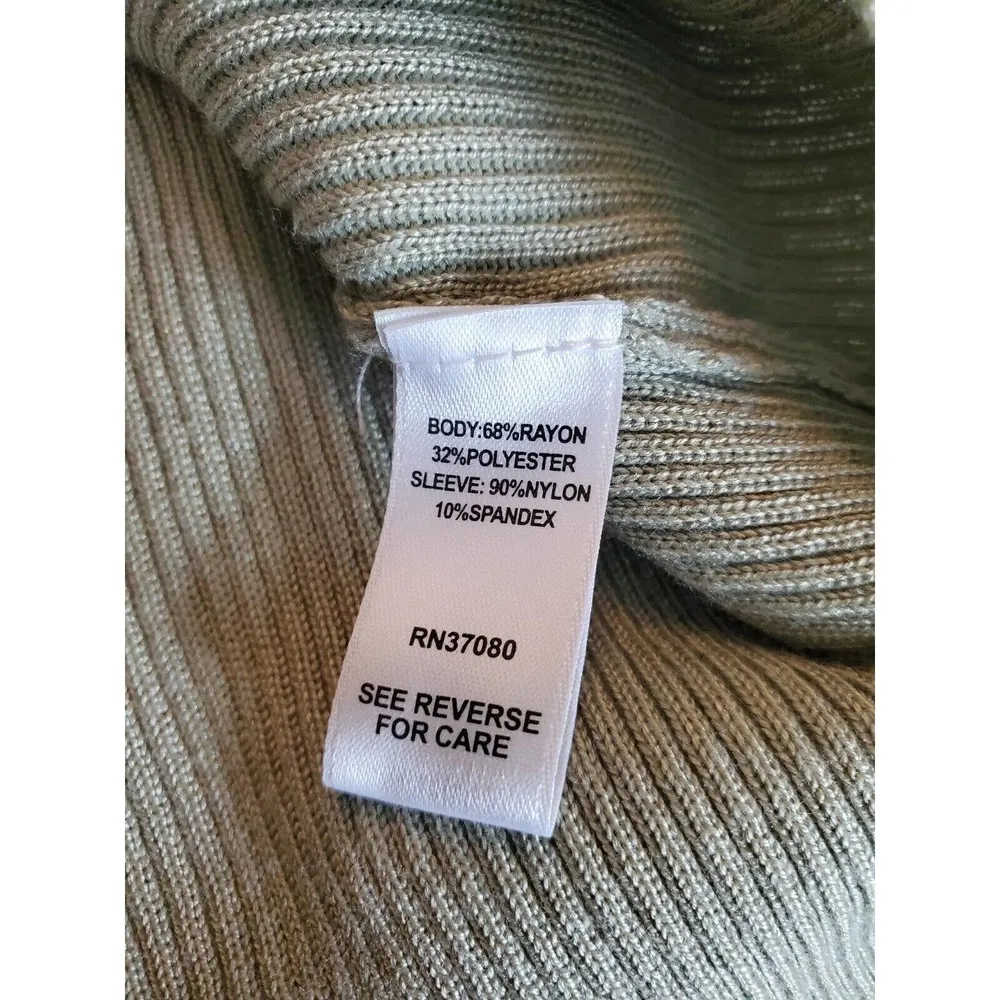 BODY:68%RAYON
32%POLYESTER
SLEEVE: 90%NYLON
10%SPANDEX
RN37080
SEE REVERSE
FOR CARE